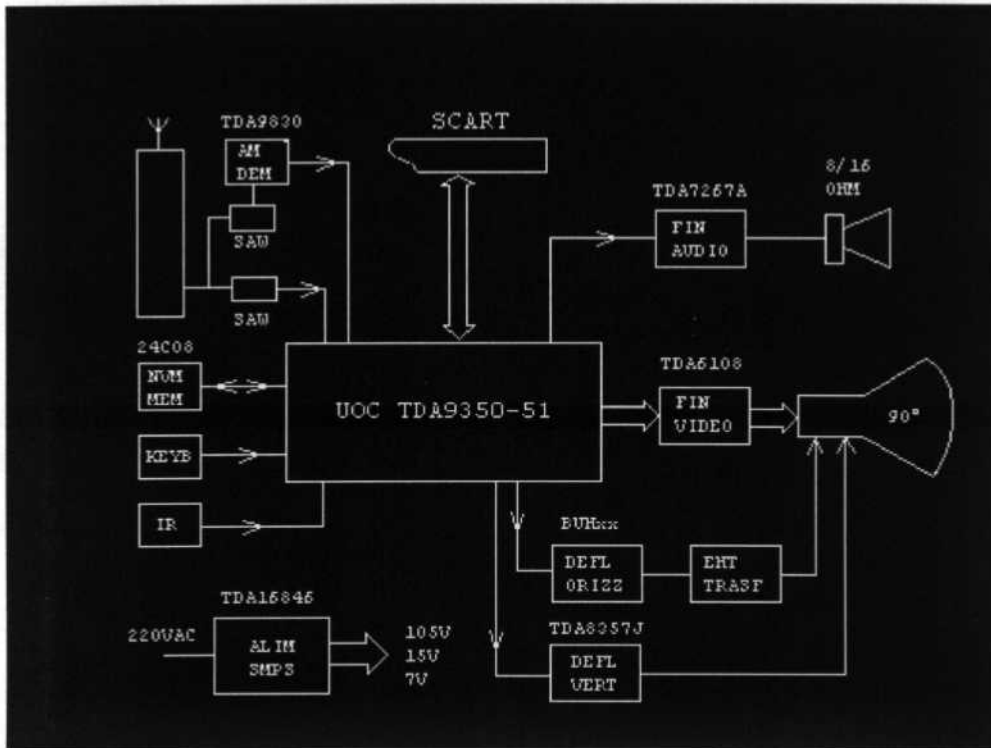 TDA9830
SCART
AM
DEM
8/16
OHM
TDA7267A
FIN
AUDIO
SAW
SAW
24C08
NVM
MEM
UOC TDA9350-51
TDA6108
FIN
VIDEO
90°
KEYB
IR
BUHxx
DEFL
ORIZZ
EHT
TRASF
TDA16846
220VAC
ALIM
SMPS
105V
15V
7V
TDA8357J
DEFL
VERT